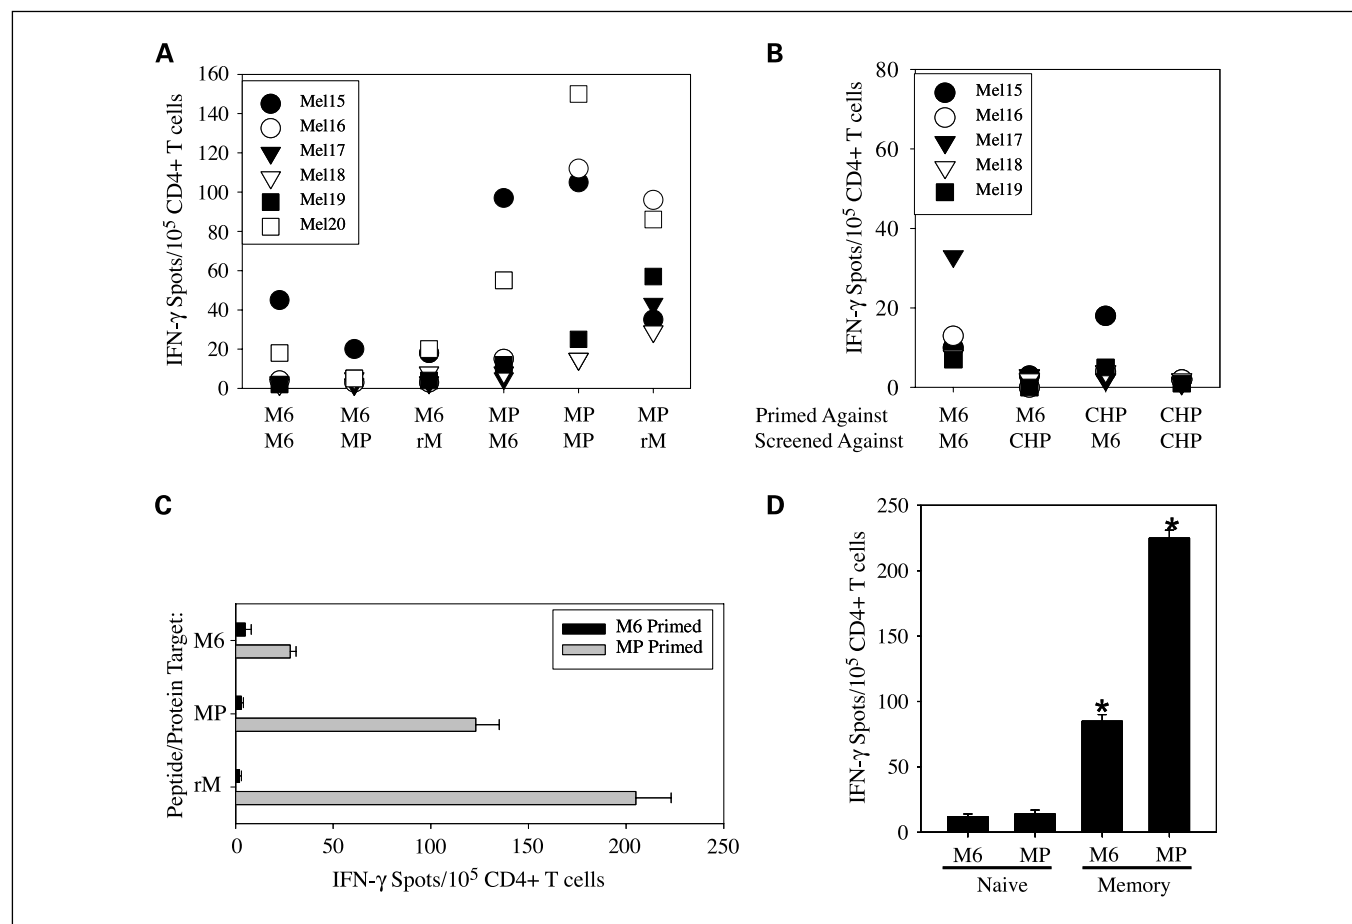 A
IFN-γ Spots/10⁵ CD4+ T cells
160
140
120
100
80
60
40
20
0
Mel15
Mel16
Mel17
Mel18
Mel19
Mel20
M6 M6 M6 MP MP MP
M6 MP rM M6 MP rM
B
IFN-γ Spots/10⁵ CD4+ T cells
80
60
40
20
0
Mel15
Mel16
Mel17
Mel18
Mel19
Primed Against M6 M6 CHP CHP
Screened Against M6 CHP M6 CHP
C
Peptide/Protein Target:
M6
MP
rM
M6 Primed
MP Primed
0 50 100 150 200 250
IFN-γ Spots/10⁵ CD4+ T cells
D
IFN-γ Spots/10⁵ CD4+ T cells
250
200
150
100
50
0
* *
M6 MP M6 MP
Naive Memory